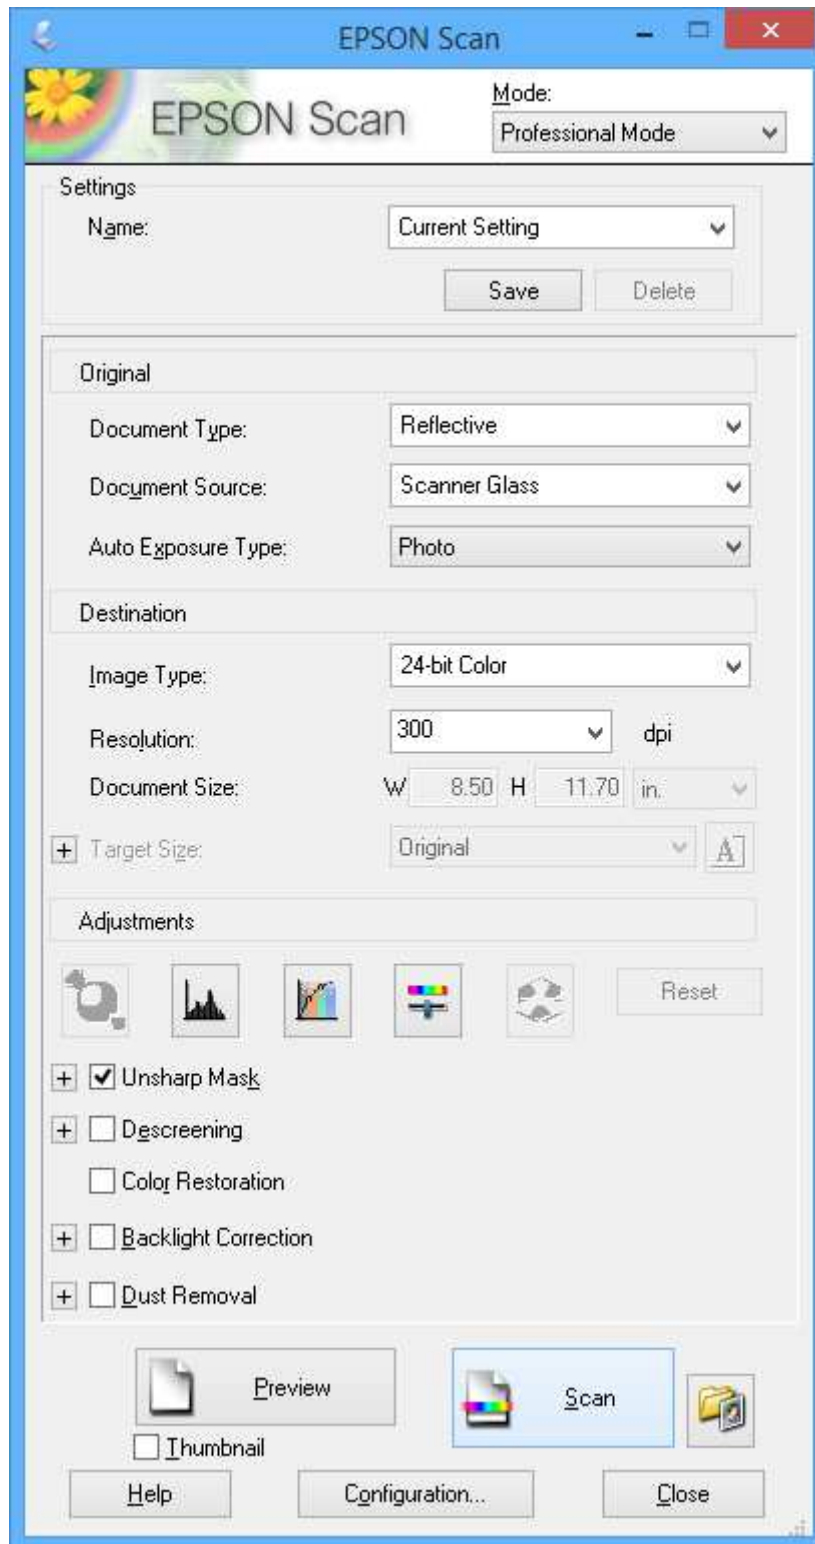 EPSON Scan
EPSON Scan
Mode:
Professional Mode
Settings
Name: Current Setting
Save Delete
Original
Document Type: Reflective
Document Source: Scanner Glass
Auto Exposure Type: Photo
Destination
Image Type: 24-bit Color
Resolution: 300 dpi
Document Size: W 8.50 H 11.70 in.
+ Target Size: Original A
Adjustments
Reset
+ Unsharp Mask
+ Descreening
Color Restoration
+ Backlight Correction
+ Dust Removal
Preview Scan
Thumbnail
Help Configuration... Close